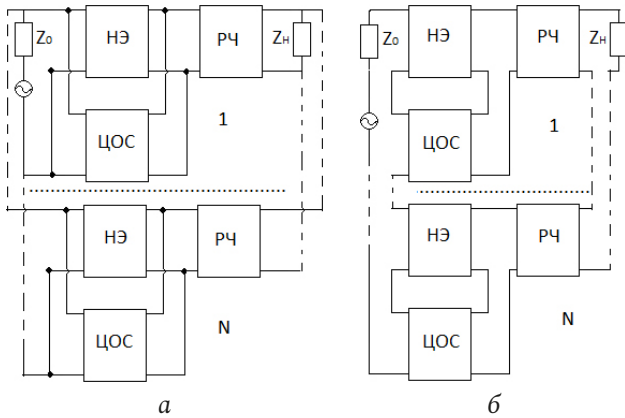 Z₀ НЭ РЧ Zн Z₀ НЭ РЧ Zн
ЦОС 1 ЦОС 1
НЭ РЧ НЭ РЧ
ЦОС N ЦОС N
а б